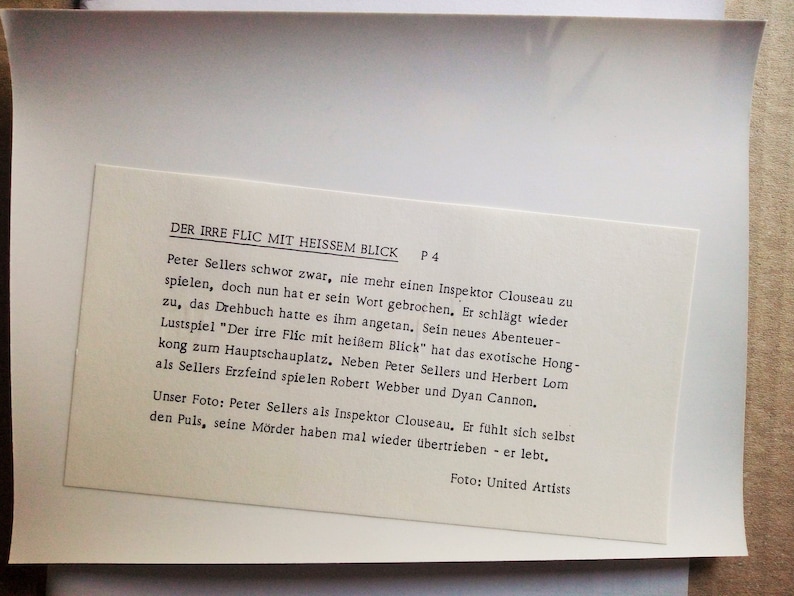 DER IRRE FLIC MIT HEISSEM BLICK P 4
Peter Sellers schwor zwar, nie mehr einen Inspektor Clouseau zu
spielen, doch nun hat er sein Wort gebrochen. Er schlägt wieder
zu, das Drehbuch hatte es ihm angetan. Sein neues Abenteuer-
Lustspiel "Der irre Flic mit heißem Blick" hat das exotische Hong-
kong zum Hauptschauplatz. Neben Peter Sellers und Herbert Lom
als Sellers Erzfeind spielen Robert Webber und Dyan Cannon.
Unser Foto: Peter Sellers als Inspektor Clouseau. Er fühlt sich selbst
den Puls, seine Mörder haben mal wieder übertrieben - er lebt.
Foto: United Artists